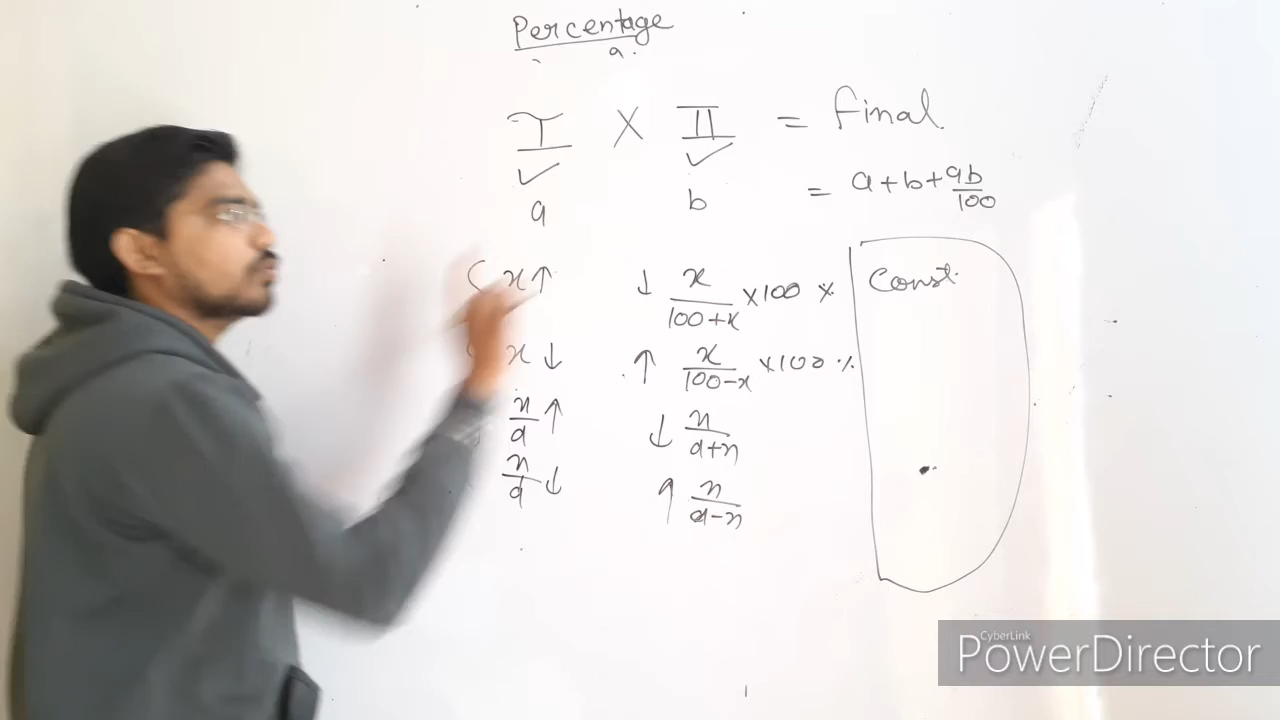 Percentage
a.
I X II = final
a b = a+b+ab/100
x↑ ↓ x/100+x ×100 × Const.
x↓ ↑ x/100-x ×100 %
n/d↑ ↓ n/d+n
n/d↓ ↑ n/d-n
CyberLink
PowerDirector